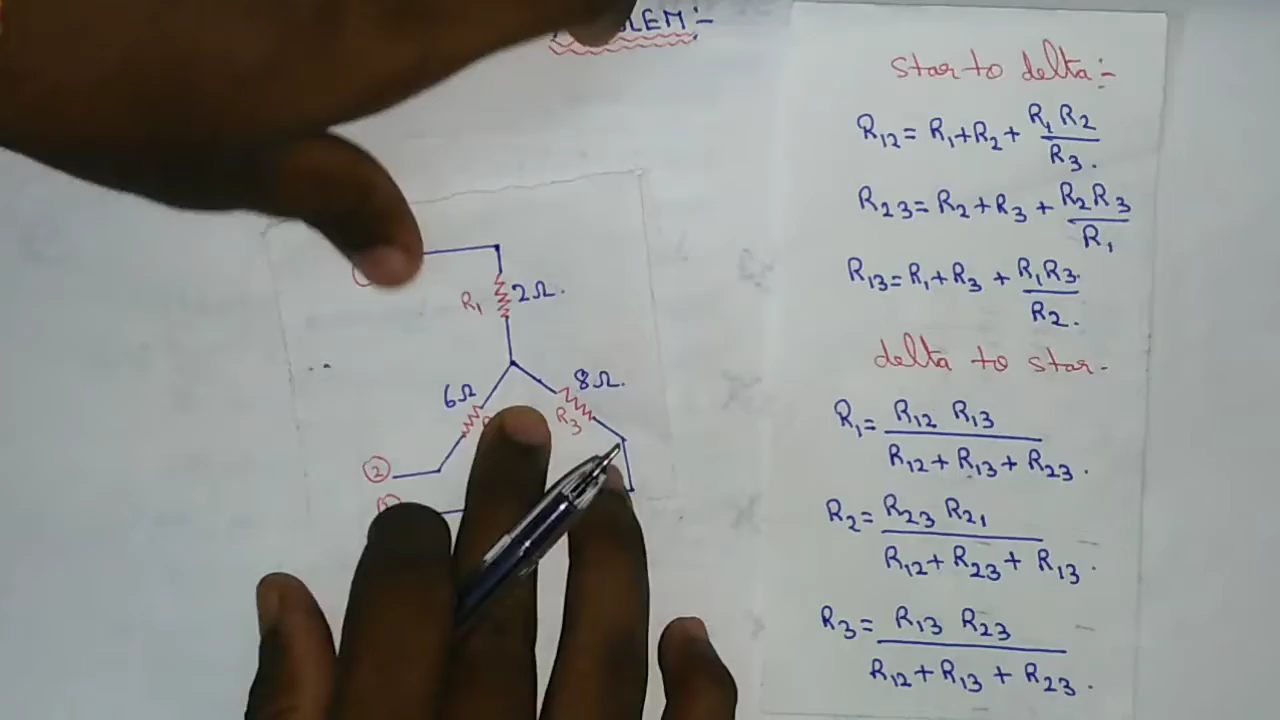 R1 2Ω.
6Ω 8Ω.
R3
2
star to delta:-
R12 = R1+R2+ R1 R2 / R3.
R23 = R2+R3 + R2R3 / R1
R13 = R1+R3 + R1R3. / R2.
delta to star.
R1 = R12 R13 / R12+R13+R23.
R2 = R23 R21 / R12+R23+R13.
R3 = R13 R23 / R12+R13+R23.